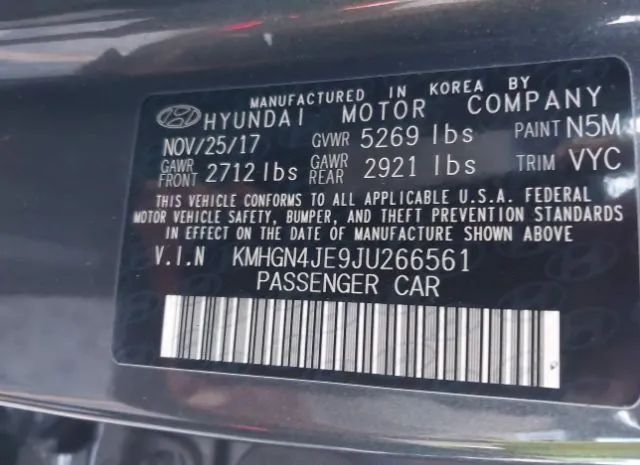 MANUFACTURED IN KOREA BY
HYUNDAI MOTOR COMPANY
NOV/25/17 GVWR 5269 lbs PAINT N5M
GAWR FRONT 2712 lbs GAWR REAR 2921 lbs TRIM VYC
THIS VEHICLE CONFORMS TO ALL APPLICABLE U.S.A. FEDERAL
MOTOR VEHICLE SAFETY, BUMPER, AND THEFT PREVENTION STANDARDS
IN EFFECT ON THE DATE OF MANUFACTURE SHOWN ABOVE
V.I.N KMHGN4JE9JU266561
PASSENGER CAR